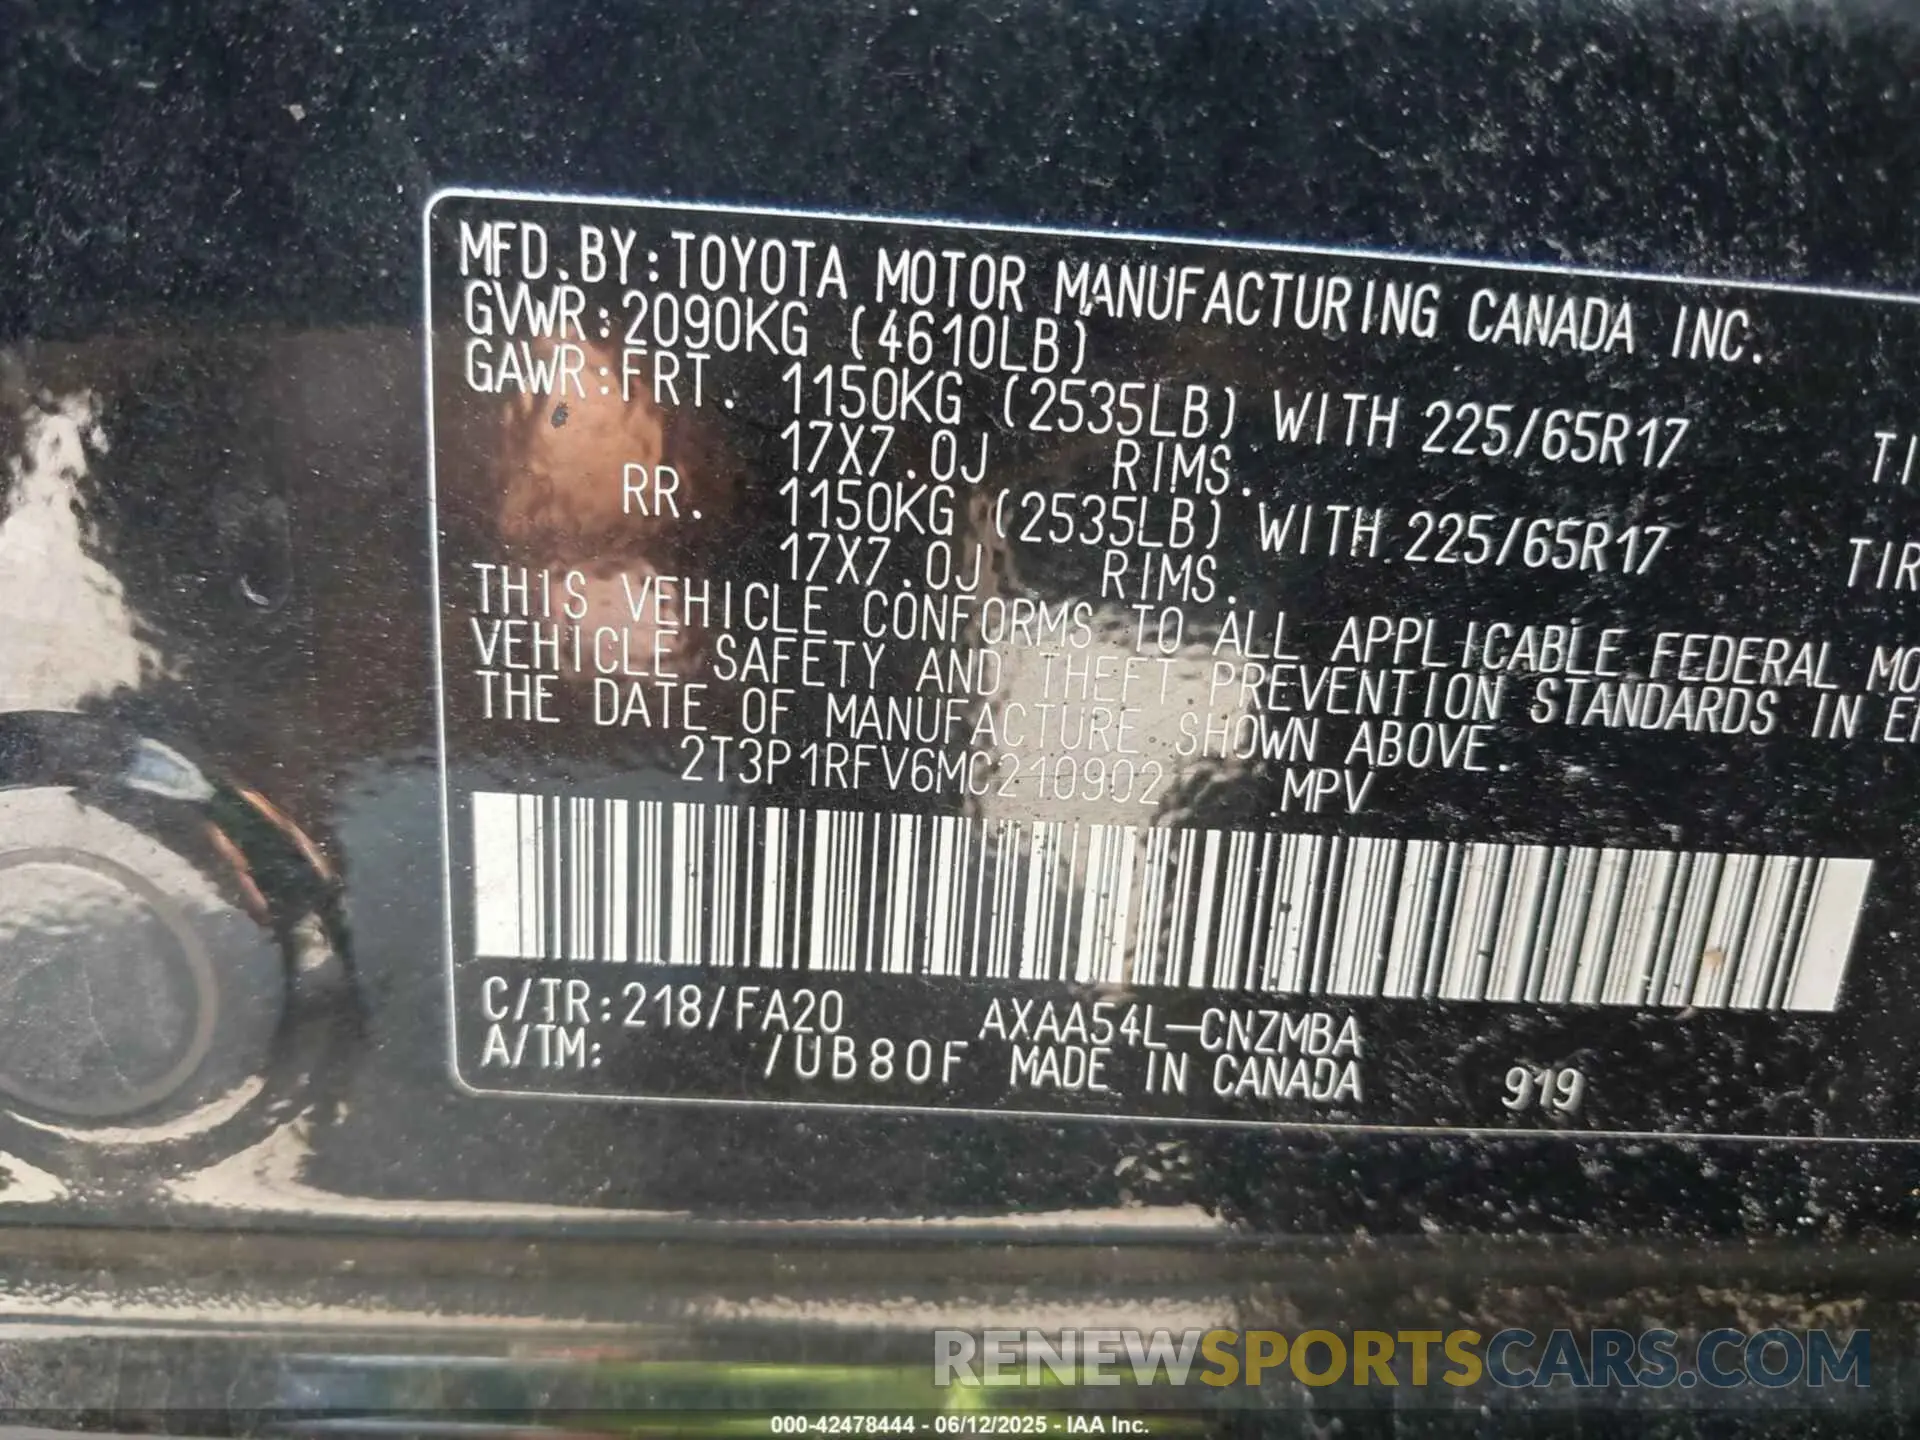 MFD.BY:TOYOTA MOTOR MANUFACTURING CANADA INC.
GVWR:2090KG (4610LB)
GAWR:FRT. 1150KG (2535LB) WITH 225/65R17 TI
17X7.0J RIMS.
RR. 1150KG (2535LB) WITH 225/65R17 TIR
17X7.0J RIMS.
THIS VEHICLE CONFORMS TO ALL APPLICABLE FEDERAL MO
VEHICLE SAFETY AND THEFT PREVENTION STANDARDS IN E
THE DATE OF MANUFACTURE SHOWN ABOVE.
2T3P1RFV6MC210902 MPV
C/TR:218/FA20 AXAA54L-CNZMBA
A/TM: /UB80F MADE IN CANADA 919
RENEWSPORTSCARS.COM
000-42478444 - 06/12/2025 - IAA Inc.